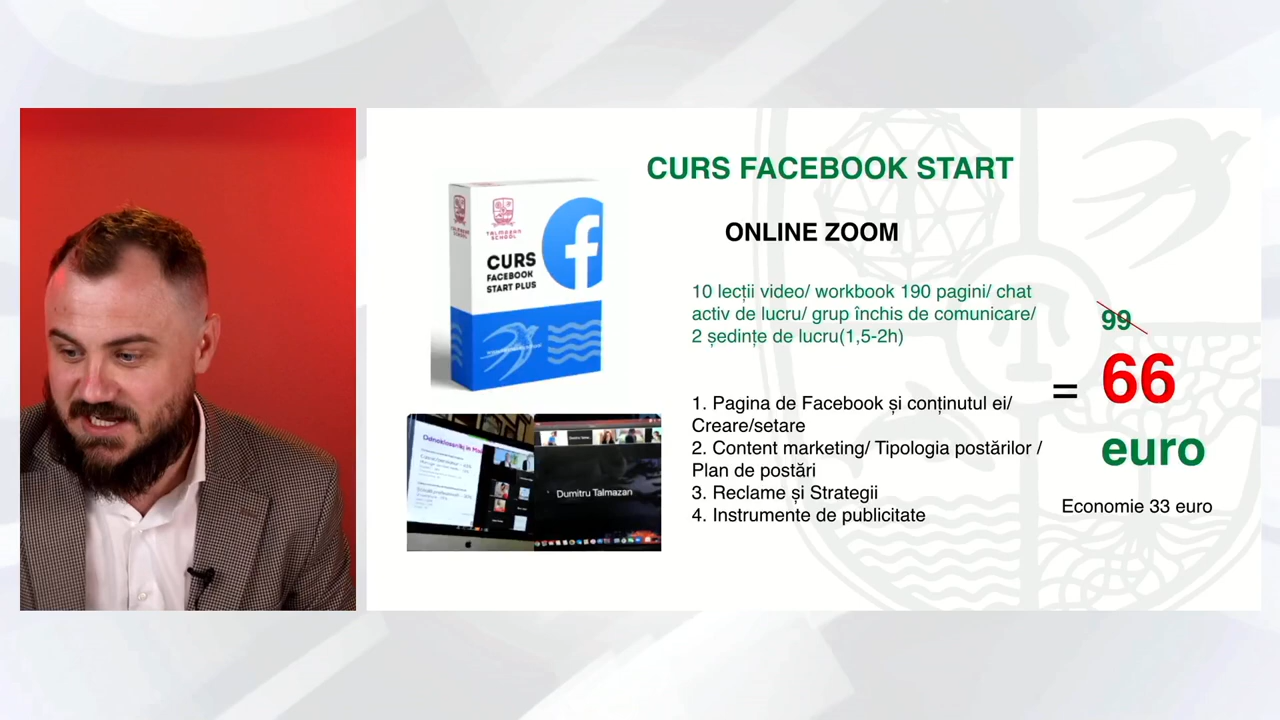 CURS FACEBOOK START
ONLINE ZOOM
10 lecții video/ workbook 190 pagini/ chat
activ de lucru/ grup închis de comunicare/
2 ședințe de lucru(1,5-2h)
1. Pagina de Facebook și conținutul ei/
Creare/setare
2. Content marketing/ Tipologia postărilor /
Plan de postări
3. Reclame și Strategii
4. Instrumente de publicitate
=
99
66
euro
Economie 33 euro
TALMAZAN
SCHOOL
CURS
FACEBOOK
START PLUS
f
Odnoklassniki în
Dumitru Talmazan